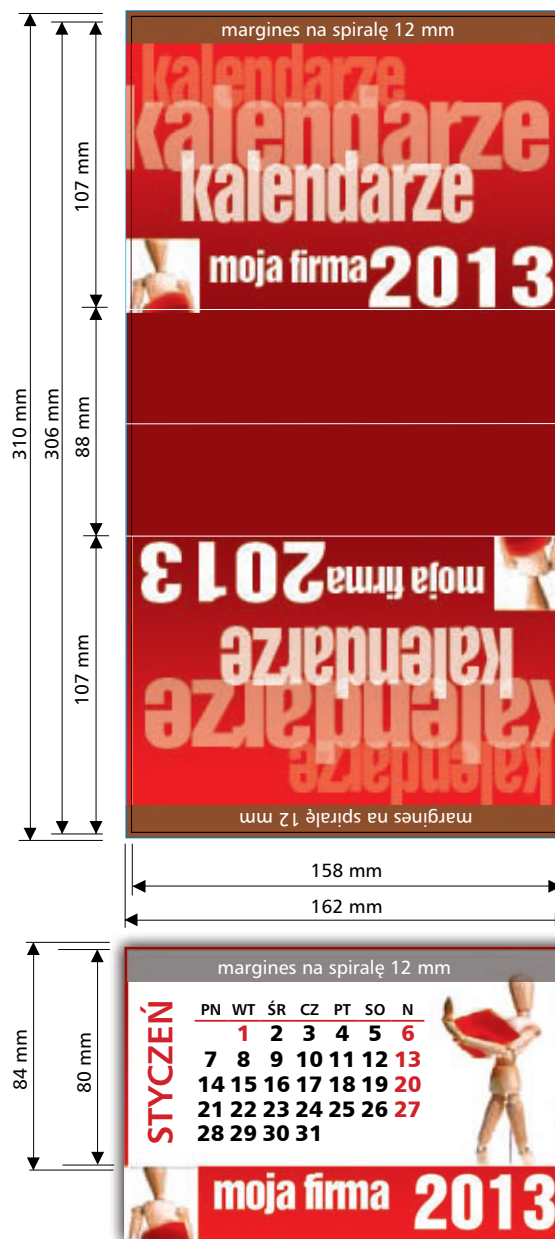 margines na spiralę 12 mm
kalendarze
kalendarze
kalendarze
moja firma 2013
107 mm
88 mm
107 mm
306 mm
310 mm
moja firma 2013
kalendarze
kalendarze
kalendarze
margines na spiralę 12 mm
158 mm
162 mm
84 mm
80 mm
margines na spiralę 12 mm
STYCZEŃ
PN WT ŚR CZ PT SO N
1 2 3 4 5 6
7 8 9 10 11 12 13
14 15 16 17 18 19 20
21 22 23 24 25 26 27
28 29 30 31
moja firma 2013